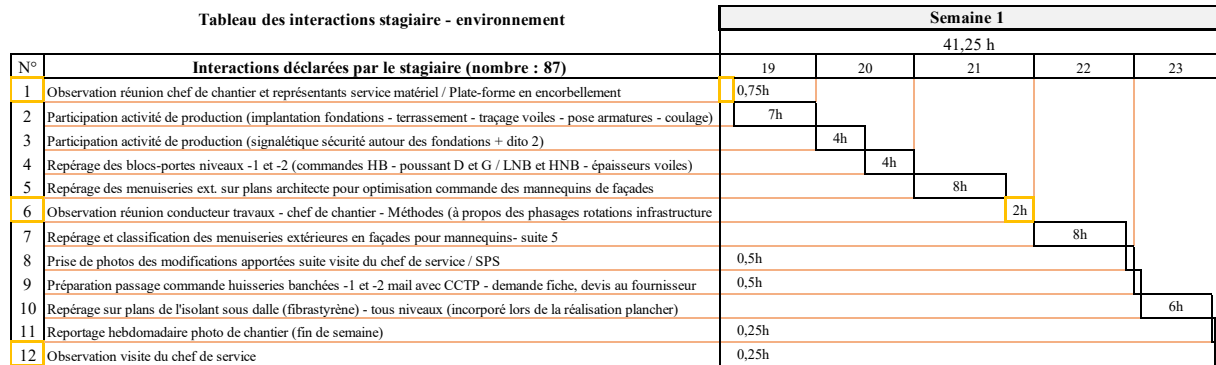 Tableau des interactions stagiaire - environnement
Semaine 1
41,25 h
N° Interactions déclarées par le stagiaire (nombre : 87) 19 20 21 22 23
1 Observation réunion chef de chantier et représentants service matériel / Plate-forme en encorbellement 0,75h
2 Participation activité de production (implantation fondations - terrassement - traçage voiles - pose armatures - coulage) 7h
3 Participation activité de production (signalétique sécurité autour des fondations + dito 2) 4h
4 Repérage des blocs-portes niveaux -1 et -2 (commandes HB - poussant D et G / LNB et HNB - épaisseurs voiles) 4h
5 Repérage des menuiseries ext. sur plans architecte pour optimisation commande des mannequins de façades 8h
6 Observation réunion conducteur travaux - chef de chantier - Méthodes (à propos des phasages rotations infrastructure 2h
7 Repérage et classification des menuiseries extérieures en façades pour mannequins- suite 5 8h
8 Prise de photos des modifications apportées suite visite du chef de service / SPS 0,5h
9 Préparation passage commande huisseries banchées -1 et -2 mail avec CCTP - demande fiche, devis au fournisseur 0,5h
10 Repérage sur plans de l'isolant sous dalle (fibrastyrène) - tous niveaux (incorporé lors de la réalisation plancher) 6h
11 Reportage hebdomadaire photo de chantier (fin de semaine) 0,25h
12 Observation visite du chef de service 0,25h